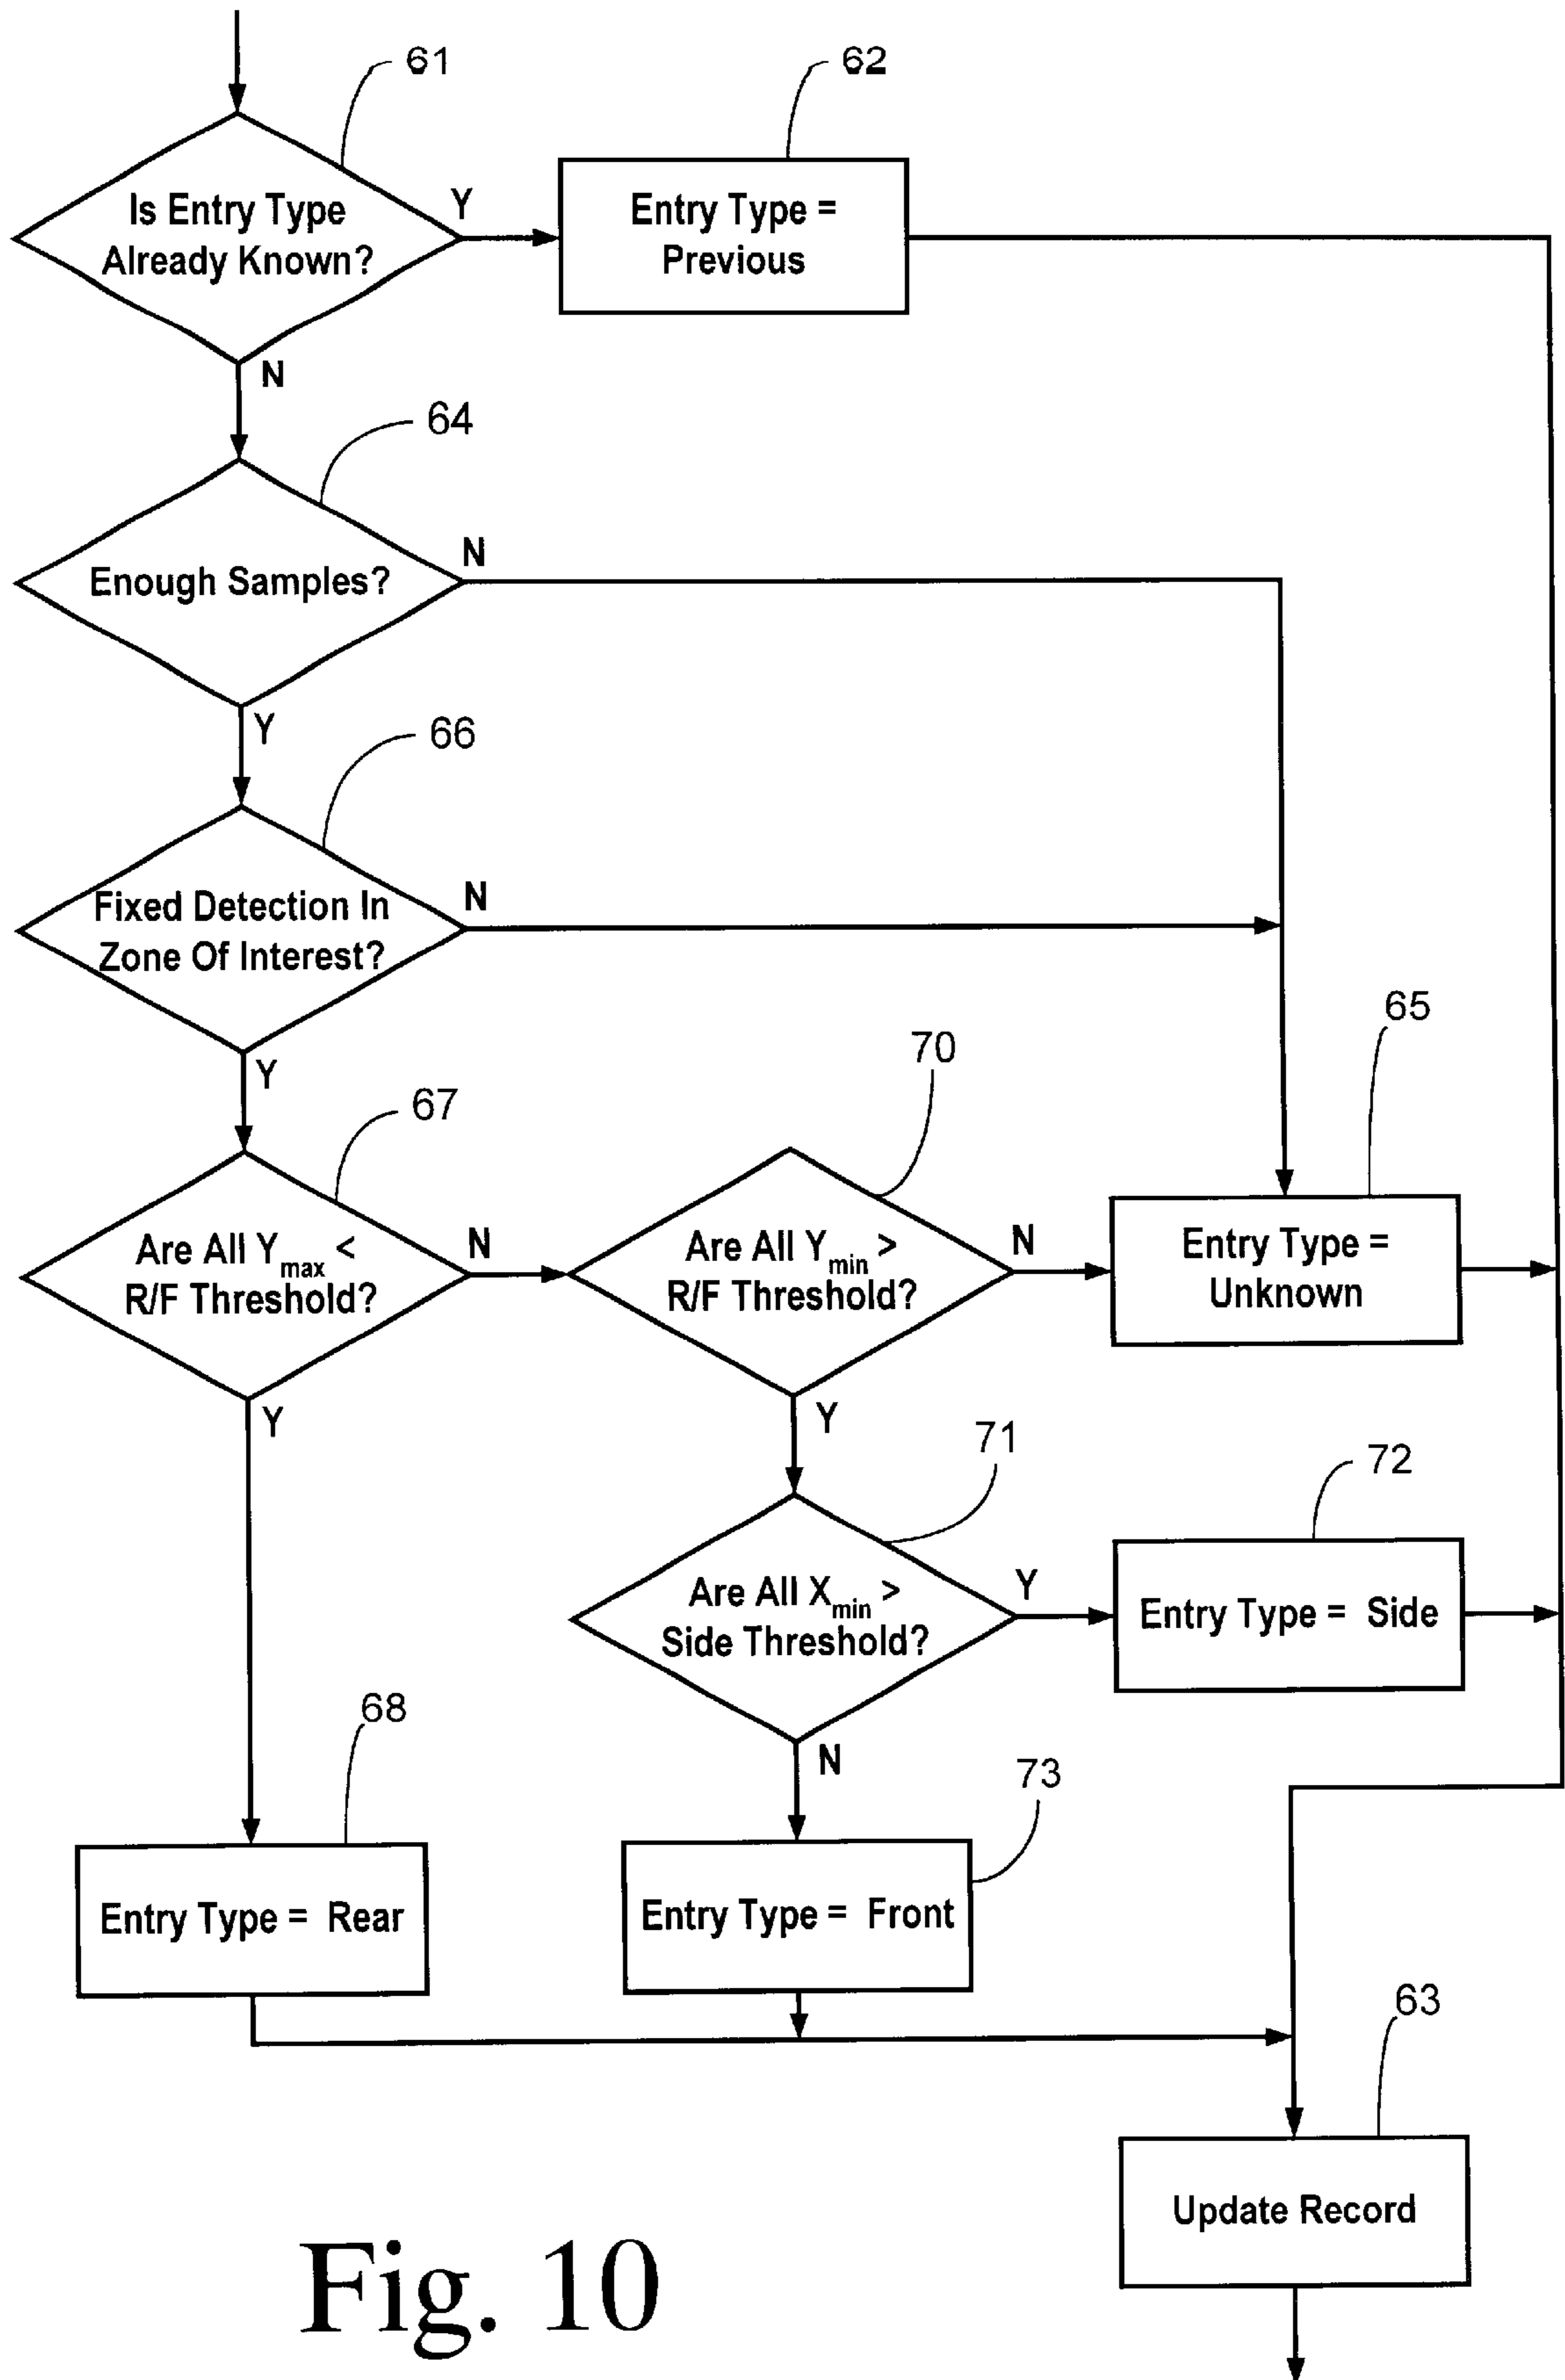 61
62
Is Entry Type
Already Known?
Y
Entry Type =
Previous
N
64
Enough Samples?
N
Y
66
Fixed Detection In
Zone Of Interest?
N
Y
65
70
67
Are All Ymax <
R/F Threshold?
N
Are All Ymin >
R/F Threshold?
N
Entry Type =
Unknown
Y
Y
71
72
Are All Xmin >
Side Threshold?
Y
Entry Type = Side
N
68
73
Entry Type = Rear
Entry Type = Front
63
Update Record
Fig. 10